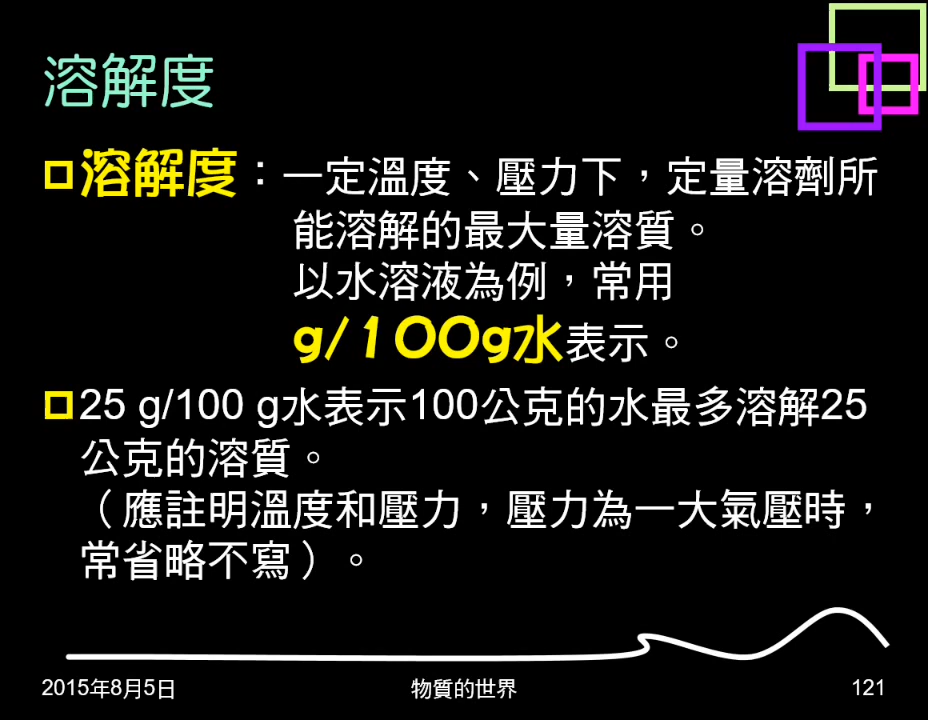 溶解度
溶解度：一定溫度、壓力下，定量溶劑所
能溶解的最大量溶質。
以水溶液為例，常用
g/100g水表示。
25 g/100 g水表示100公克的水最多溶解25
公克的溶質。
（應註明溫度和壓力，壓力為一大氣壓時，
常省略不寫）。
2015年8月5日
物質的世界
121